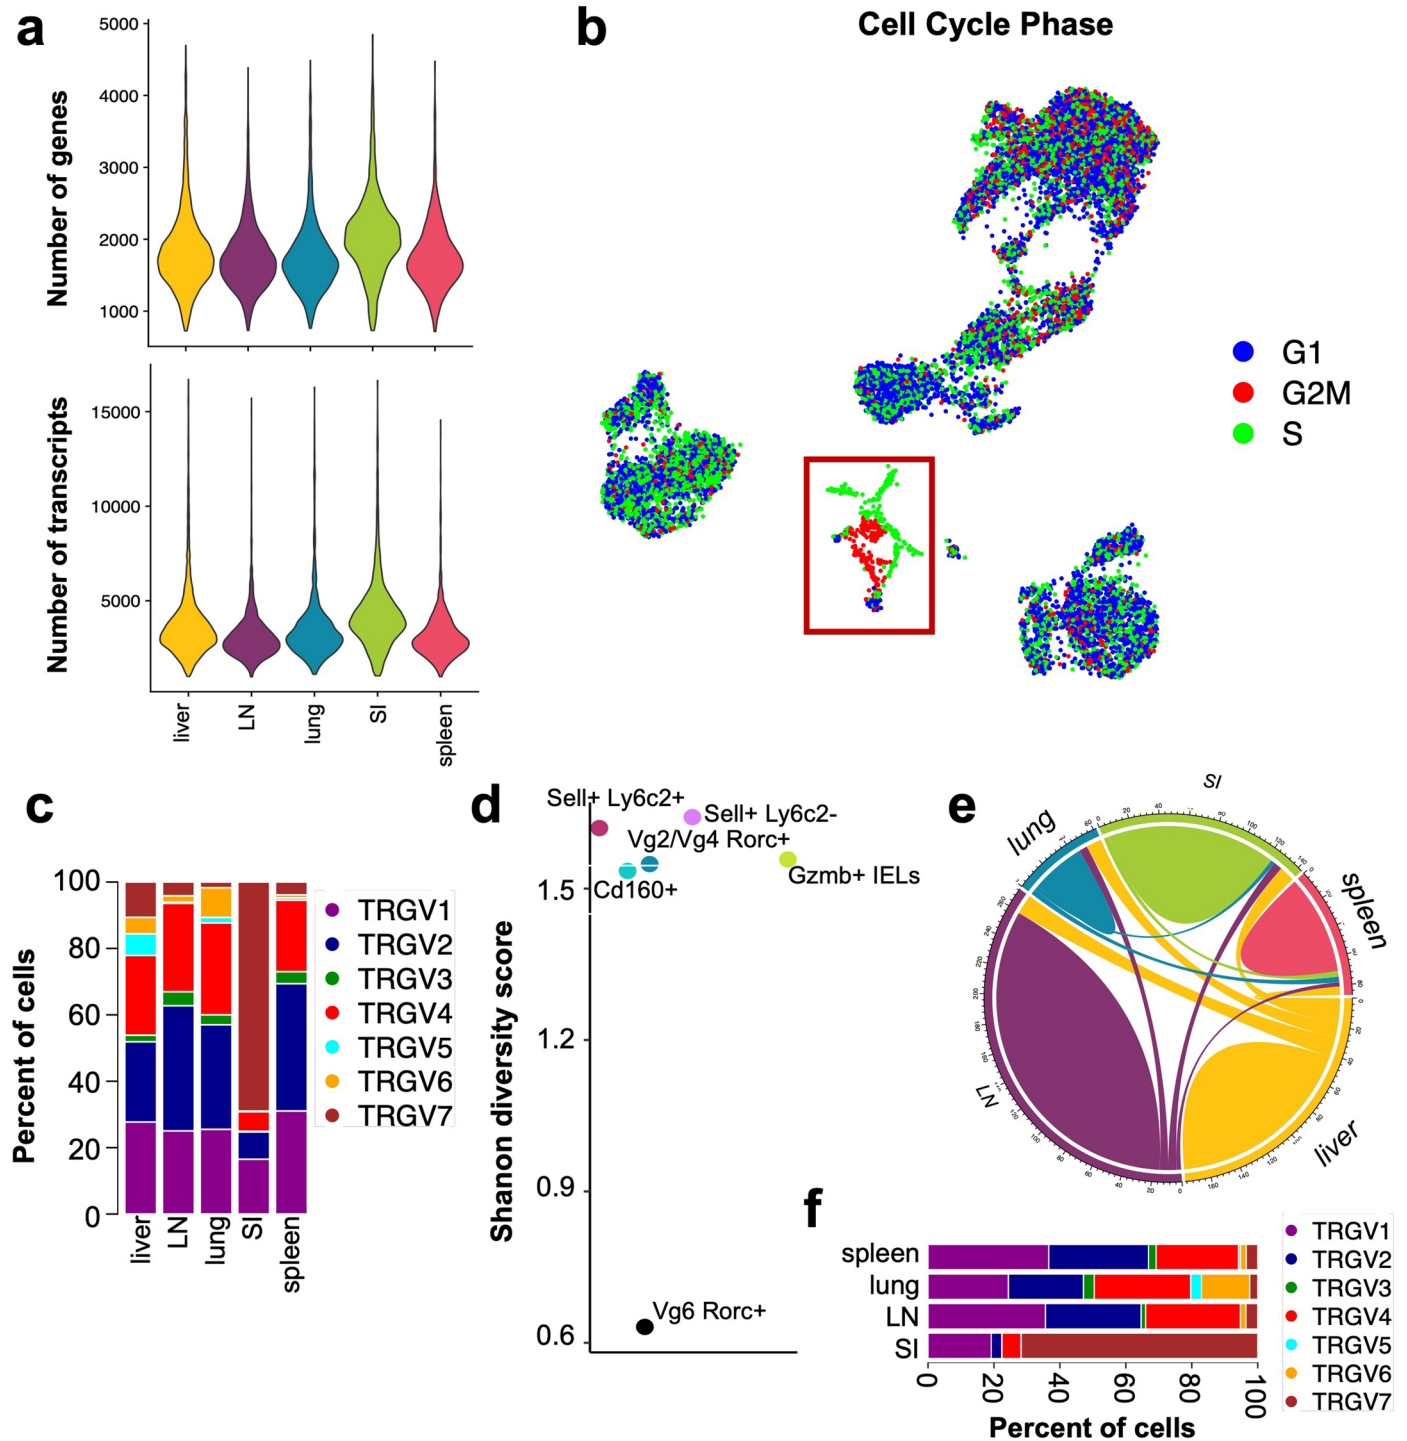 a
5000
4000
3000
2000
1000
Number of genes
15000
10000
5000
Number of transcripts
liver
LN
lung
SI
spleen
b
Cell Cycle Phase
G1
G2M
S
c
100
80
60
40
20
0
Percent of cells
liver
LN
lung
SI
spleen
TRGV1
TRGV2
TRGV3
TRGV4
TRGV5
TRGV6
TRGV7
d
Sell+ Ly6c2+
Sell+ Ly6c2-
Vg2/Vg4 Rorc+
Cd160+
Gzmb+ IELs
Vg6 Rorc+
1.5
1.2
0.9
0.6
Shannon diversity score
e
lung
SI
spleen
liver
LN
f
spleen
lung
LN
SI
0 20 40 60 80 100
Percent of cells
TRGV1
TRGV2
TRGV3
TRGV4
TRGV5
TRGV6
TRGV7